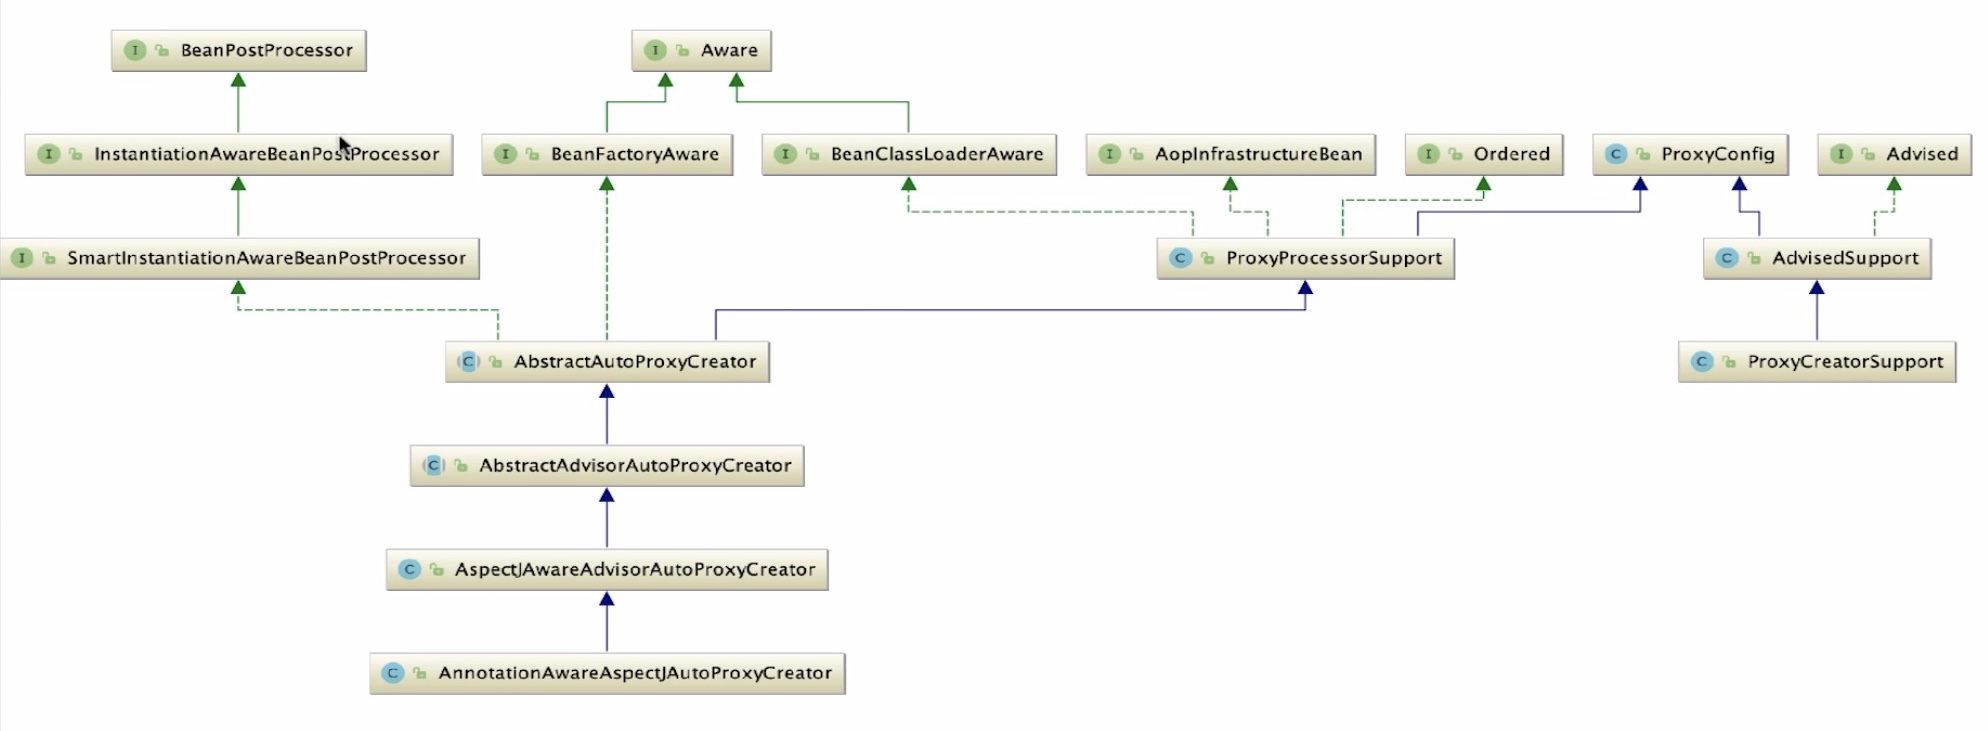 I BeanPostProcessor
I Aware
I InstantiationAwareBeanPostProcessor
I BeanFactoryAware
I BeanClassLoaderAware
I AopInfrastructureBean
I Ordered
C ProxyConfig
I Advised
I SmartInstantiationAwareBeanPostProcessor
C ProxyProcessorSupport
C AdvisedSupport
C AbstractAutoProxyCreator
C ProxyCreatorSupport
C AbstractAdvisorAutoProxyCreator
C AspectJAwareAdvisorAutoProxyCreator
C AnnotationAwareAspectJAutoProxyCreator